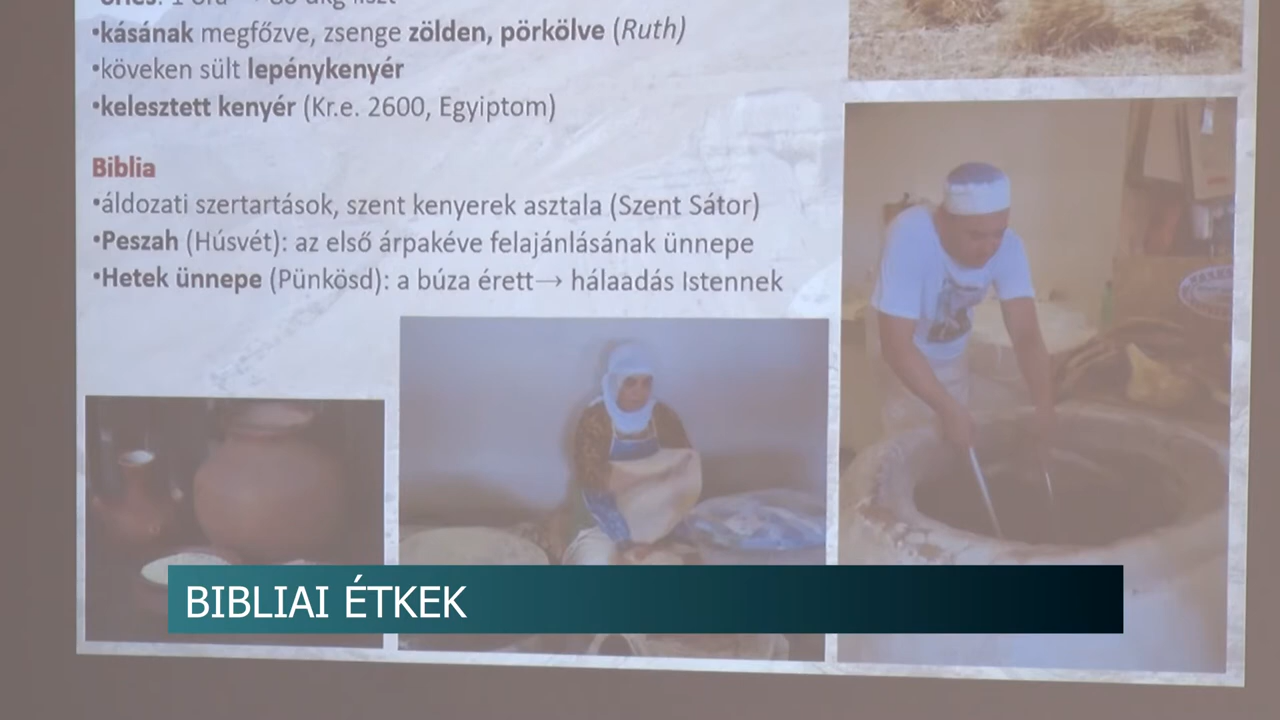 •kásának megfőzve, zsenge zölden, pörkölve (Ruth)
•köveken sült lepénykenyér
•kelesztett kenyér (Kr.e. 2600, Egyiptom)
Biblia
•áldozati szertartások, szent kenyerek asztala (Szent Sátor)
•Peszah (Húsvét): az első árpakéve felajánlásának ünnepe
•Hetek ünnepe (Pünkösd): a búza érett→ hálaadás Istennek
BIBLIAI ÉTKEK